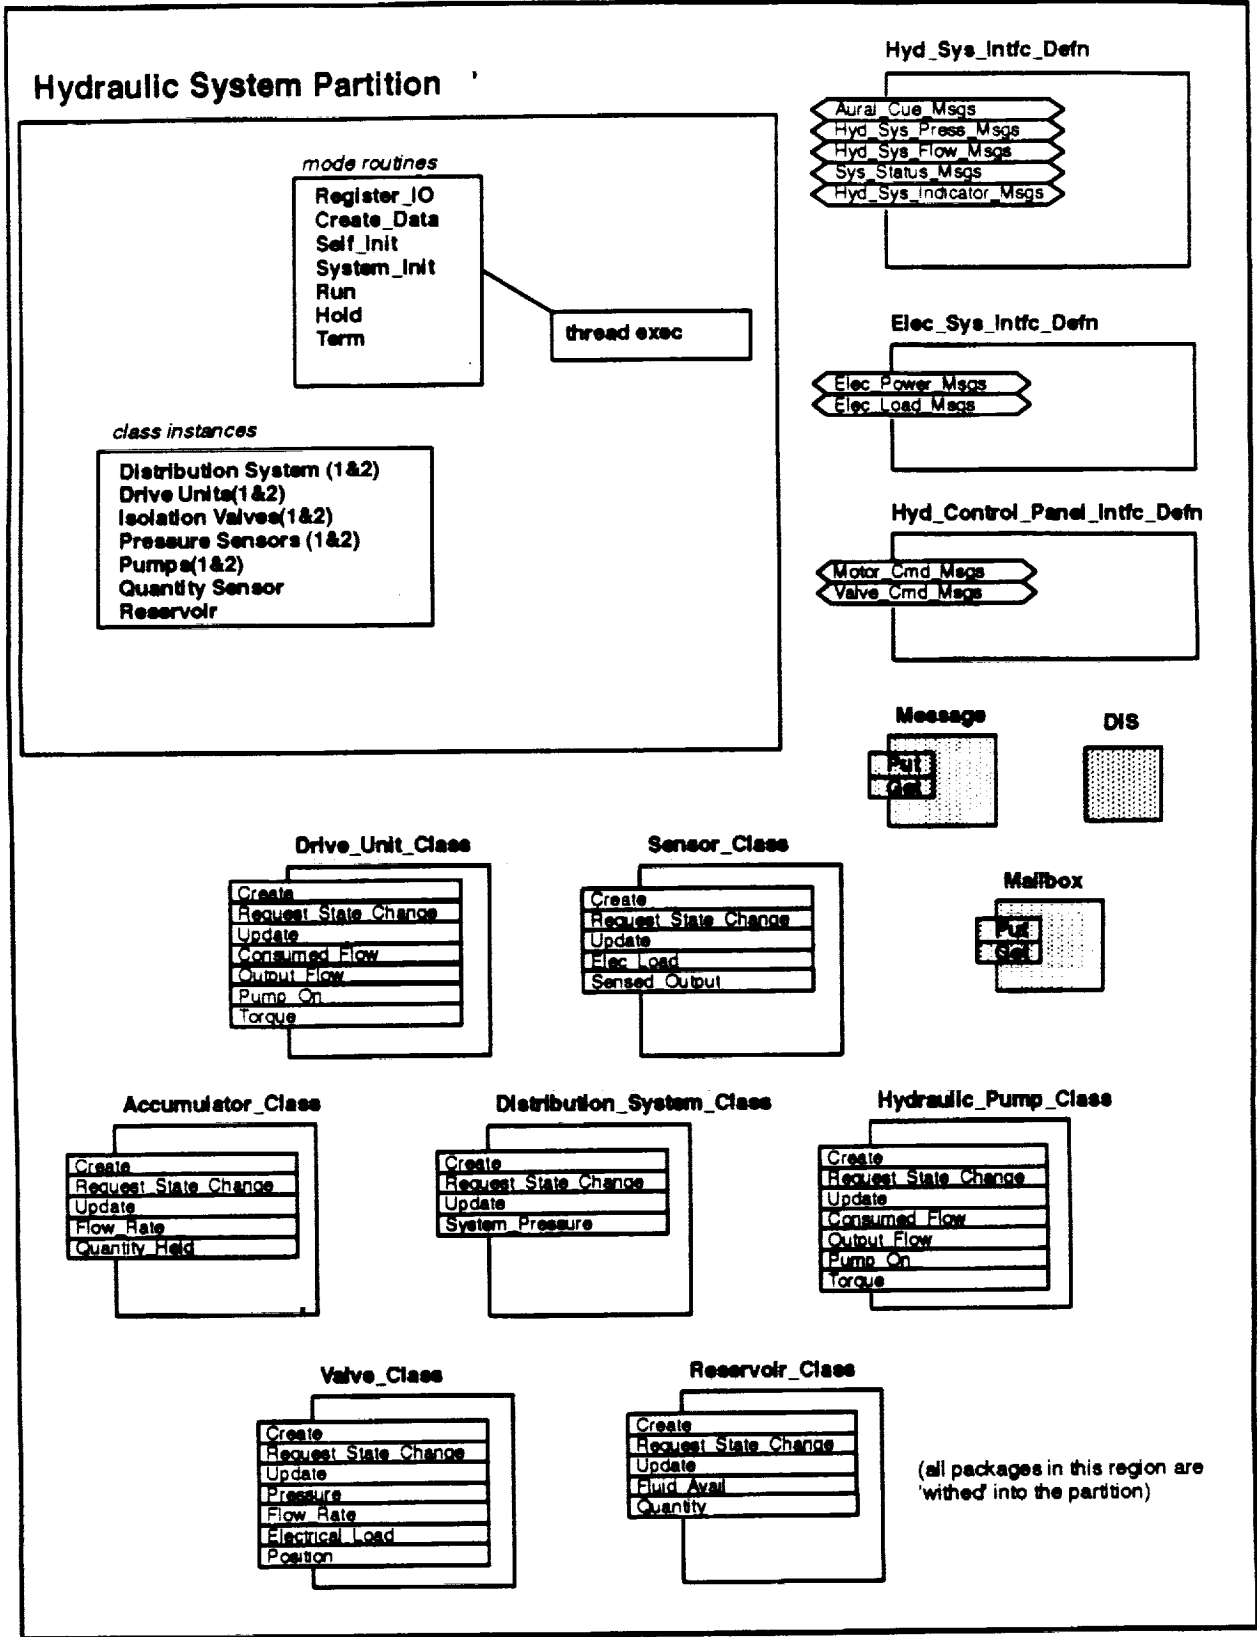 Hydraulic System Partition
mode routines
Register_IO
Create_Data
Self_Init
System_Init
Run
Hold
Term
thread exec
class instances
Distribution System (1&2)
Drive Units(1&2)
Isolation Valves(1&2)
Pressure Sensors (1&2)
Pumps(1&2)
Quantity Sensor
Reservoir
Hyd_Sys_Intfc_Defn
Aural_Cue_Msgs
Hyd_Sys_Press_Msgs
Hyd_Sys_Flow_Msgs
Sys_Status_Msgs
Hyd_Sys_Indicator_Msgs
Elec_Sys_Intfc_Defn
Elec_Power_Msgs
Elec_Load_Msgs
Hyd_Control_Panel_Intfc_Defn
Motor_Cmd_Msgs
Valve_Cmd_Msgs
Message
Put
Get
DIS
Mailbox
Put
Get
Drive_Unit_Class
Create
Request_State_Change
Update
Consumed_Flow
Output_Flow
Pump_On
Torque
Sensor_Class
Create
Request_State_Change
Update
Elec_Load
Sensed_Output
Accumulator_Class
Create
Request_State_Change
Update
Flow_Rate
Quantity_Held
Distribution_System_Class
Create
Request_State_Change
Update
System_Pressure
Hydraulic_Pump_Class
Create
Request_State_Change
Update
Consumed_Flow
Output_Flow
Pump_On
Torque
Valve_Class
Create
Request_State_Change
Update
Pressure
Flow_Rate
Electrical_Load
Position
Reservoir_Class
Create
Request_State_Change
Update
Fluid_Avail
Quantity
(all packages in this region are
'withed' into the partition)